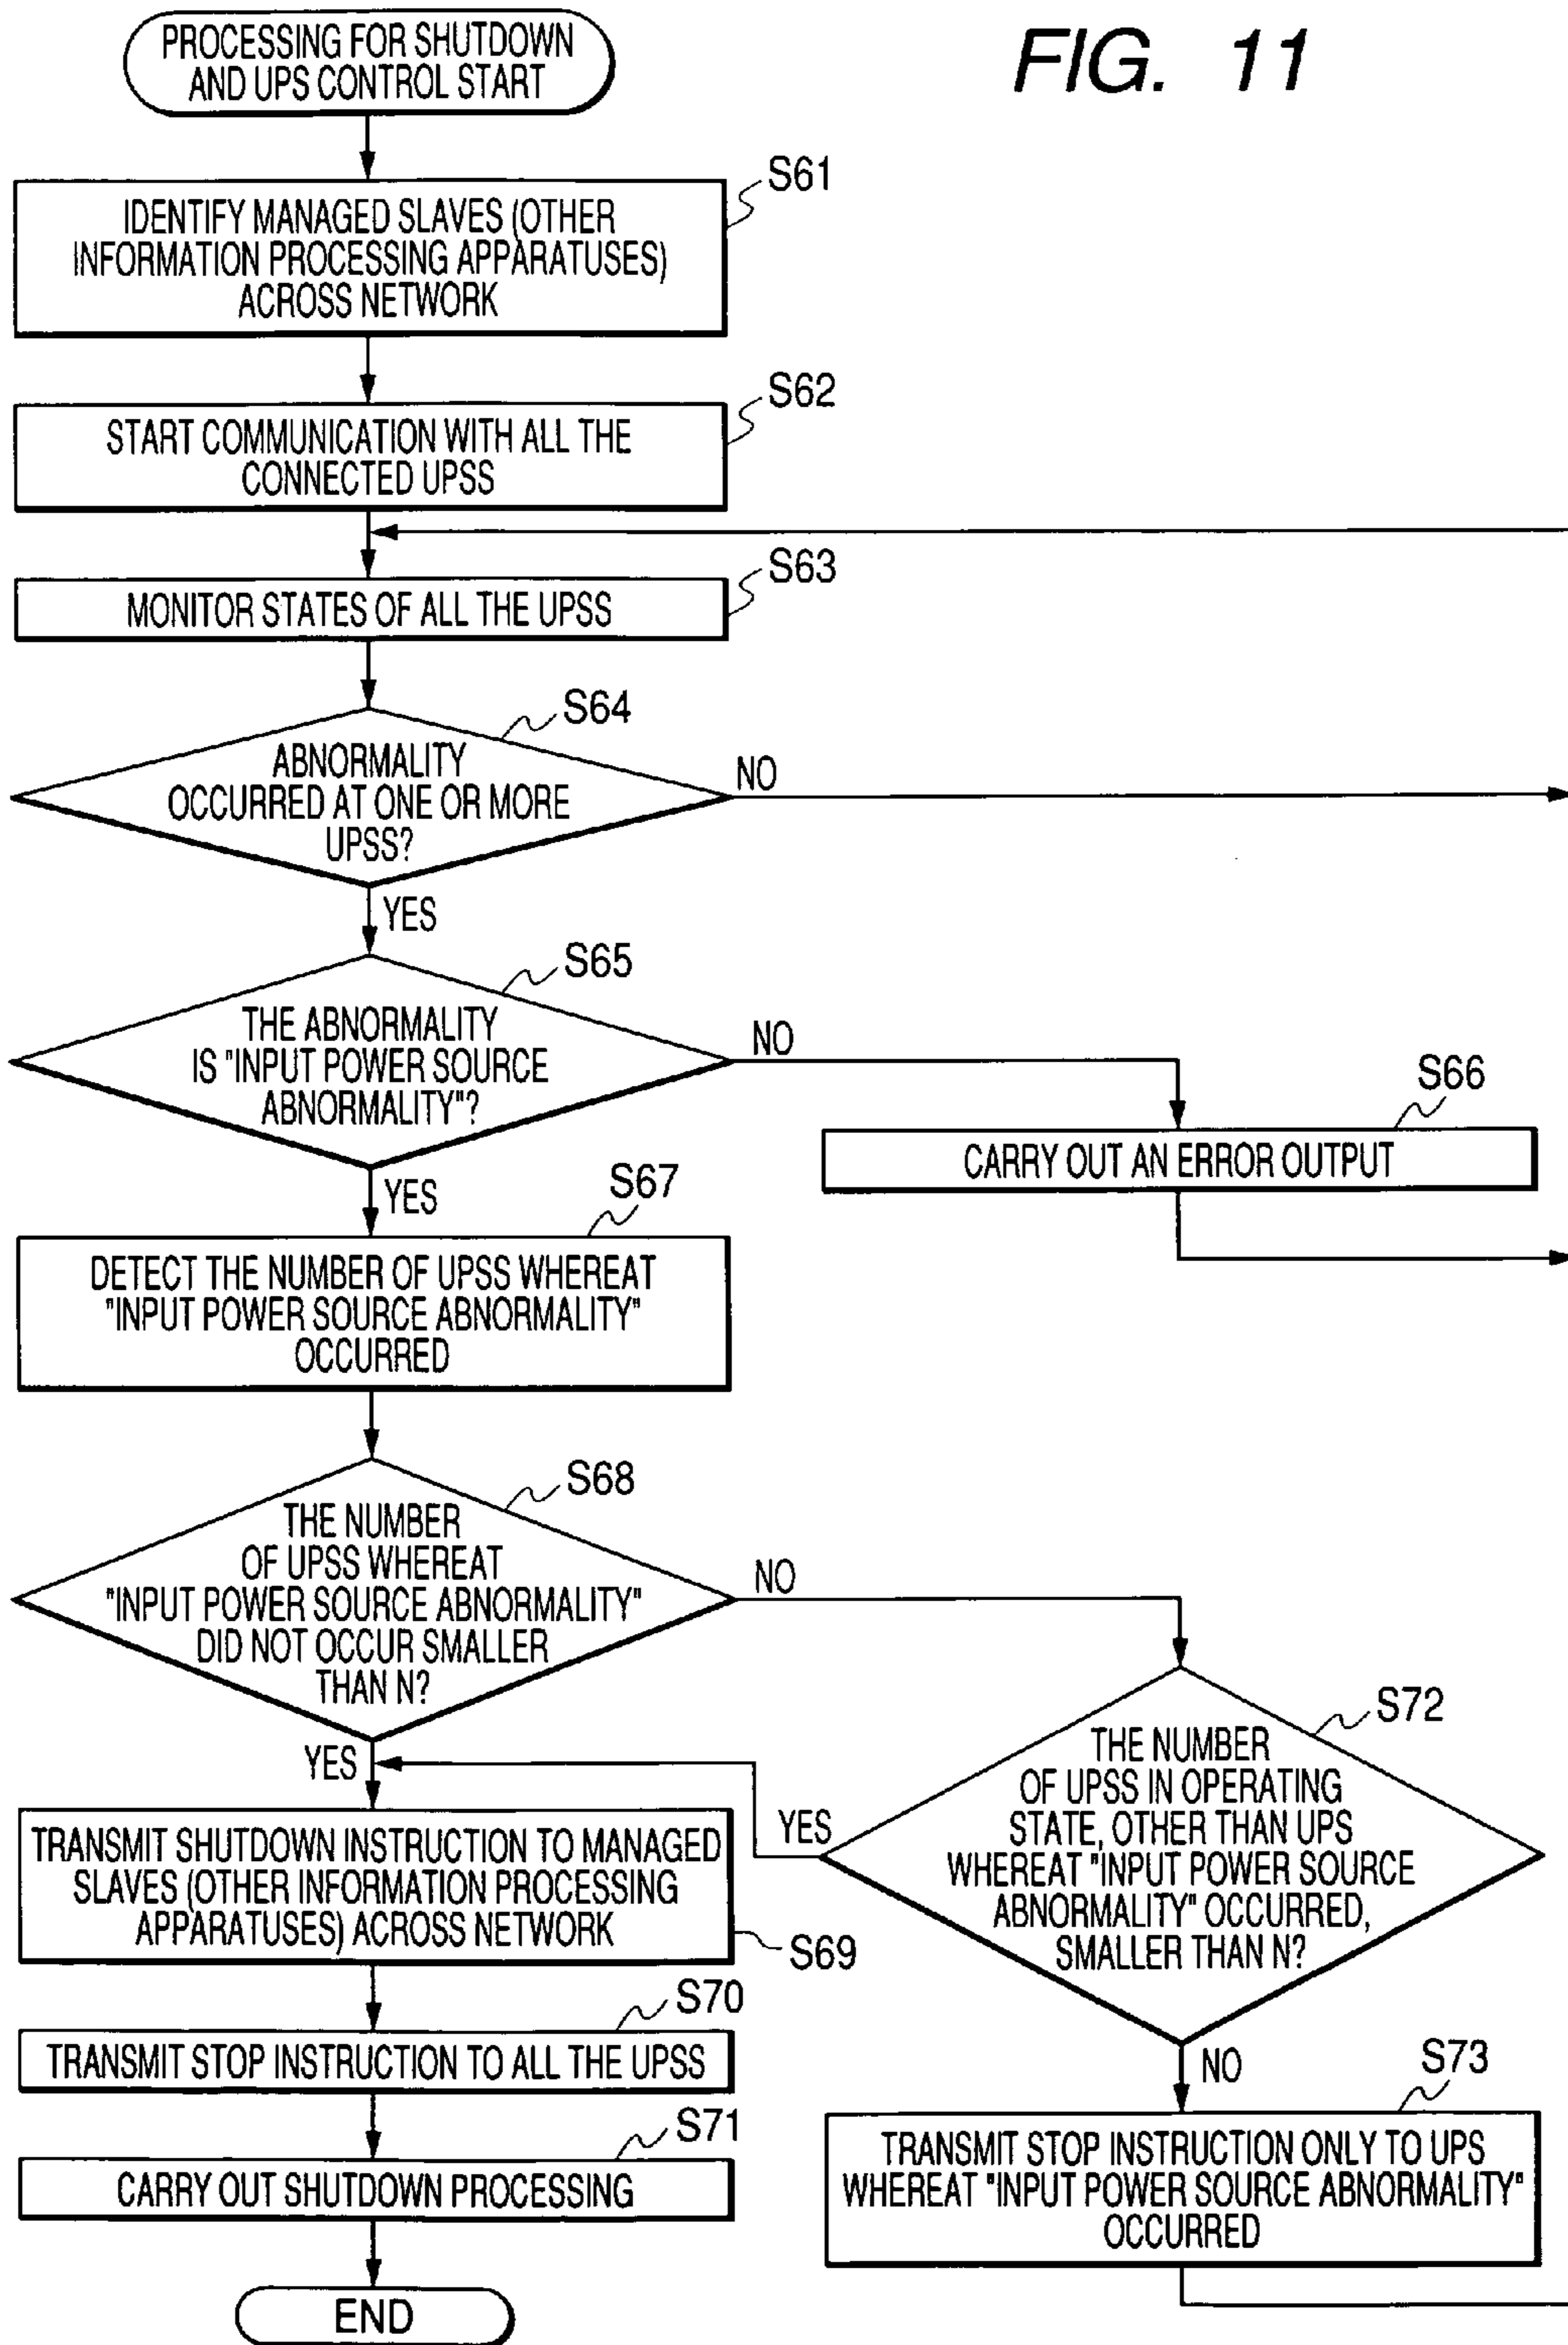 FIG. 11
PROCESSING FOR SHUTDOWN
AND UPS CONTROL START
S61
IDENTIFY MANAGED SLAVES (OTHER
INFORMATION PROCESSING APPARATUSES)
ACROSS NETWORK
S62
START COMMUNICATION WITH ALL THE
CONNECTED UPSS
S63
MONITOR STATES OF ALL THE UPSS
S64
ABNORMALITY
OCCURRED AT ONE OR MORE
UPSS?
NO
YES
S65
THE ABNORMALITY
IS "INPUT POWER SOURCE
ABNORMALITY"?
NO
YES
S66
CARRY OUT AN ERROR OUTPUT
S67
DETECT THE NUMBER OF UPSS WHEREAT
"INPUT POWER SOURCE ABNORMALITY"
OCCURRED
S68
THE NUMBER
OF UPSS WHEREAT
"INPUT POWER SOURCE ABNORMALITY"
DID NOT OCCUR SMALLER
THAN N?
NO
YES
S72
THE NUMBER
OF UPSS IN OPERATING
STATE, OTHER THAN UPS
WHEREAT "INPUT POWER SOURCE
ABNORMALITY" OCCURRED,
SMALLER THAN N?
YES
NO
TRANSMIT SHUTDOWN INSTRUCTION TO MANAGED
SLAVES (OTHER INFORMATION PROCESSING
APPARATUSES) ACROSS NETWORK
S69
S70
TRANSMIT STOP INSTRUCTION TO ALL THE UPSS
S71
CARRY OUT SHUTDOWN PROCESSING
S73
TRANSMIT STOP INSTRUCTION ONLY TO UPS
WHEREAT "INPUT POWER SOURCE ABNORMALITY"
OCCURRED
END